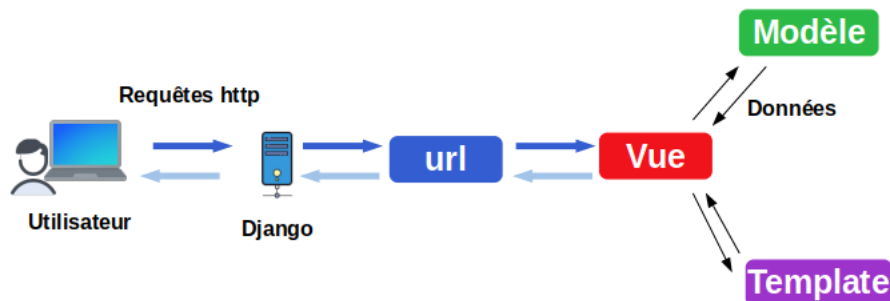 Modèle
Requêtes http
Données
url
Vue
Utilisateur
Django
Template